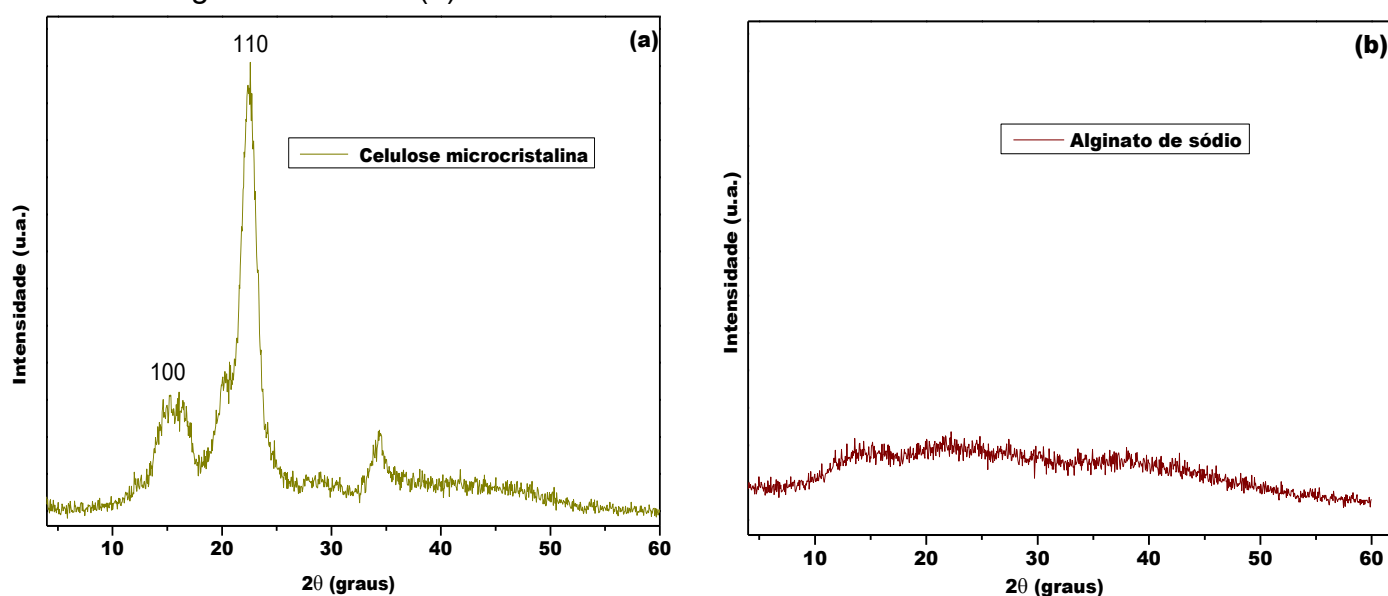 (a)
110
Celulose microcristalina
100
Intensidade (u.a.)
10 20 30 40 50 60
2θ (graus)
(b)
Alginato de sódio
Intensidade (u.a.)
10 20 30 40 50 60
2θ (graus)